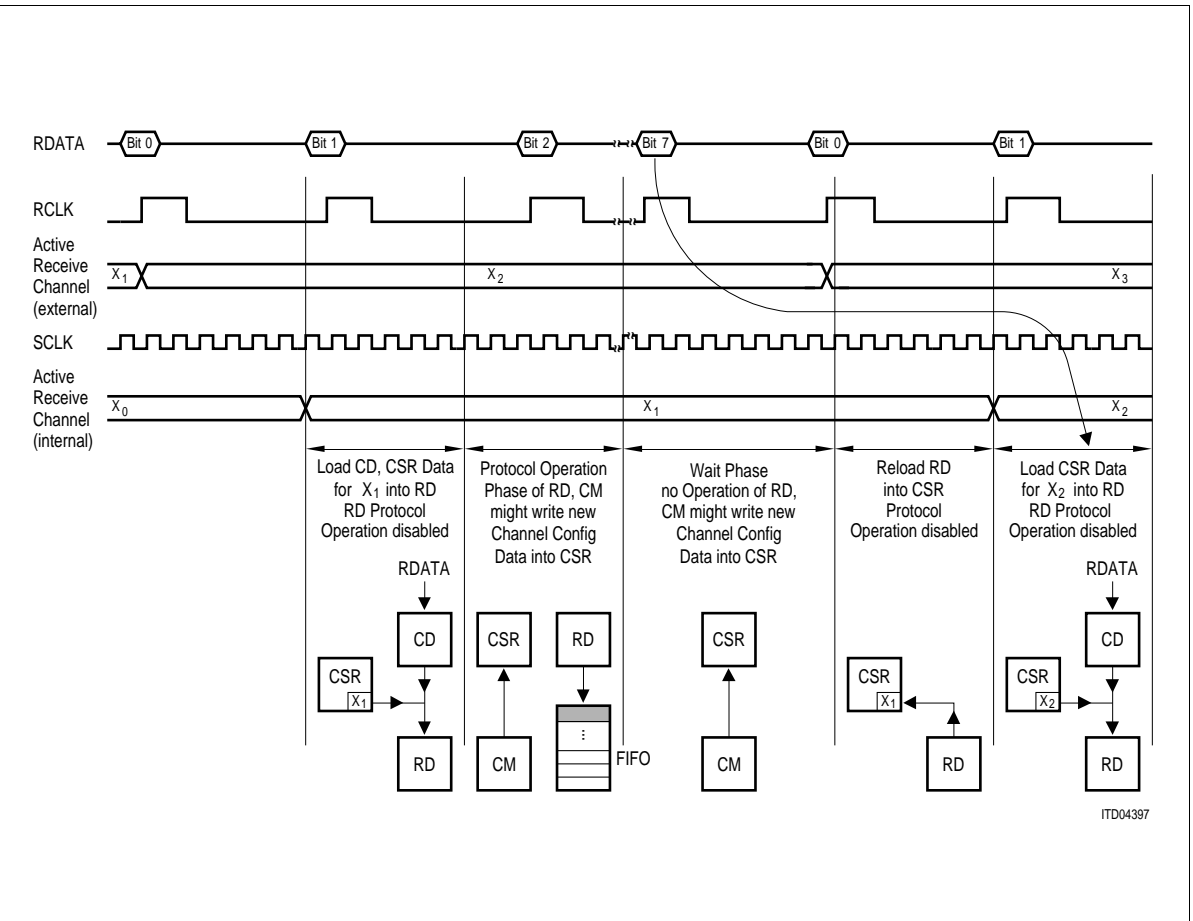 RDATA
Bit 0
Bit 1
Bit 2
Bit 7
Bit 0
Bit 1
RCLK
Active
Receive
Channel
(external)
X1
X2
X3
SCLK
Active
Receive
Channel
(internal)
X0
X1
X2
Load CD, CSR Data
for X1 into RD
RD Protocol
Operation disabled
Protocol Operation
Phase of RD, CM
might write new
Channel Config
Data into CSR
Wait Phase
no Operation of RD,
CM might write new
Channel Config
Data into CSR
Reload RD
into CSR
Protocol
Operation disabled
Load CSR Data
for X2 into RD
RD Protocol
Operation disabled
RDATA
CD
CSR
X1
RD
CSR
CM
RD
FIFO
CSR
CM
CSR
X1
RD
RDATA
CD
CSR
X2
RD
ITD04397